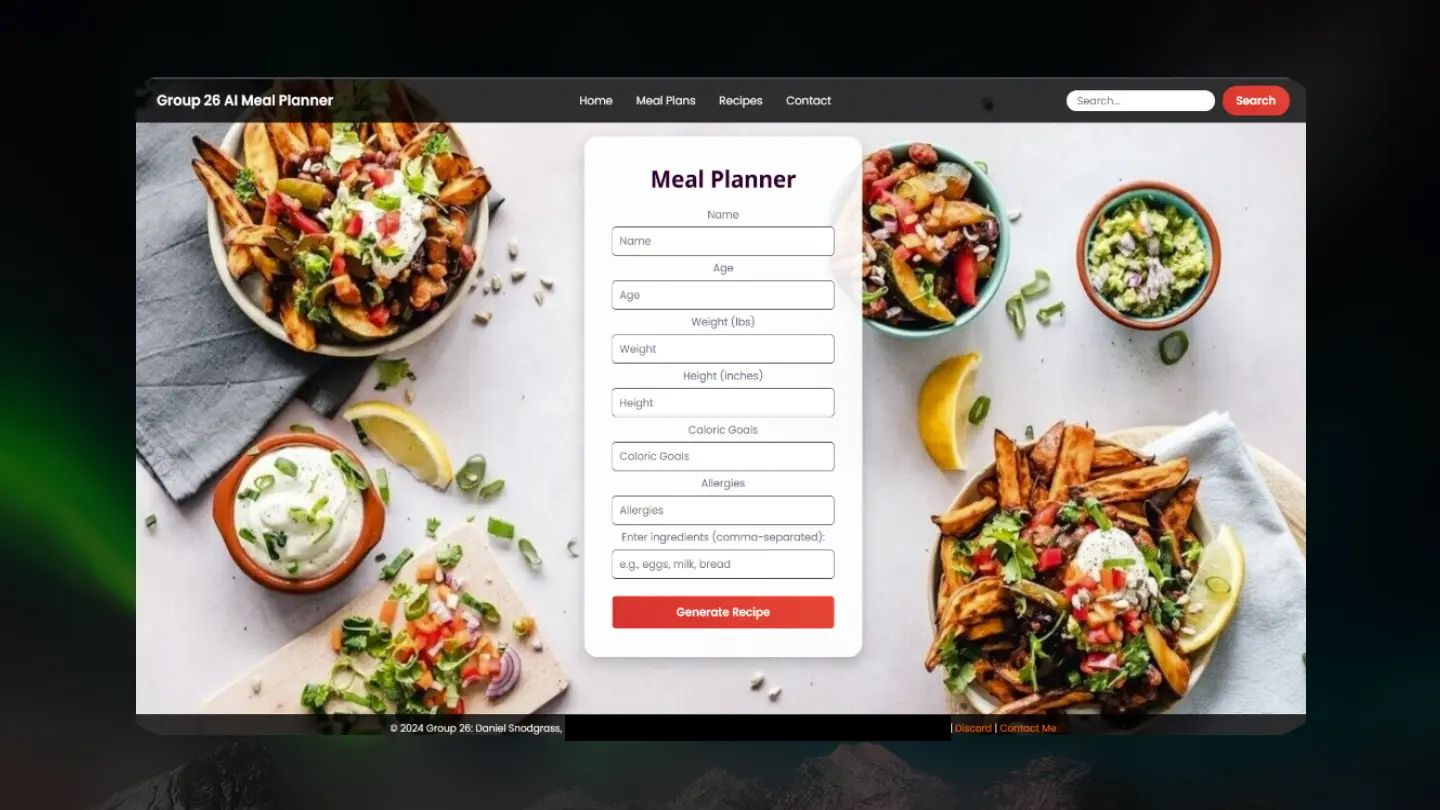 Group 26 AI Meal Planner
Home Meal Plans Recipes Contact
Search...
Search
Meal Planner
Name
Name
Age
Age
Weight (lbs)
Weight
Height (inches)
Height
Caloric Goals
Caloric Goals
Allergies
Allergies
Enter ingredients (comma-separated):
e.g., eggs, milk, bread
Generate Recipe
© 2024 Group 26: Daniel Snodgrass, | Discord | Contact Me